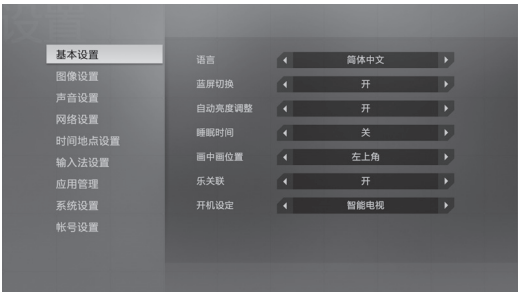 设置
基本设置
图像设置
声音设置
网络设置
时间地点设置
输入法设置
应用管理
系统设置
帐号设置
语言 简体中文
蓝屏切换 开
自动亮度调整 开
睡眠时间 关
画中画位置 左上角
乐关联 开
开机设定 智能电视